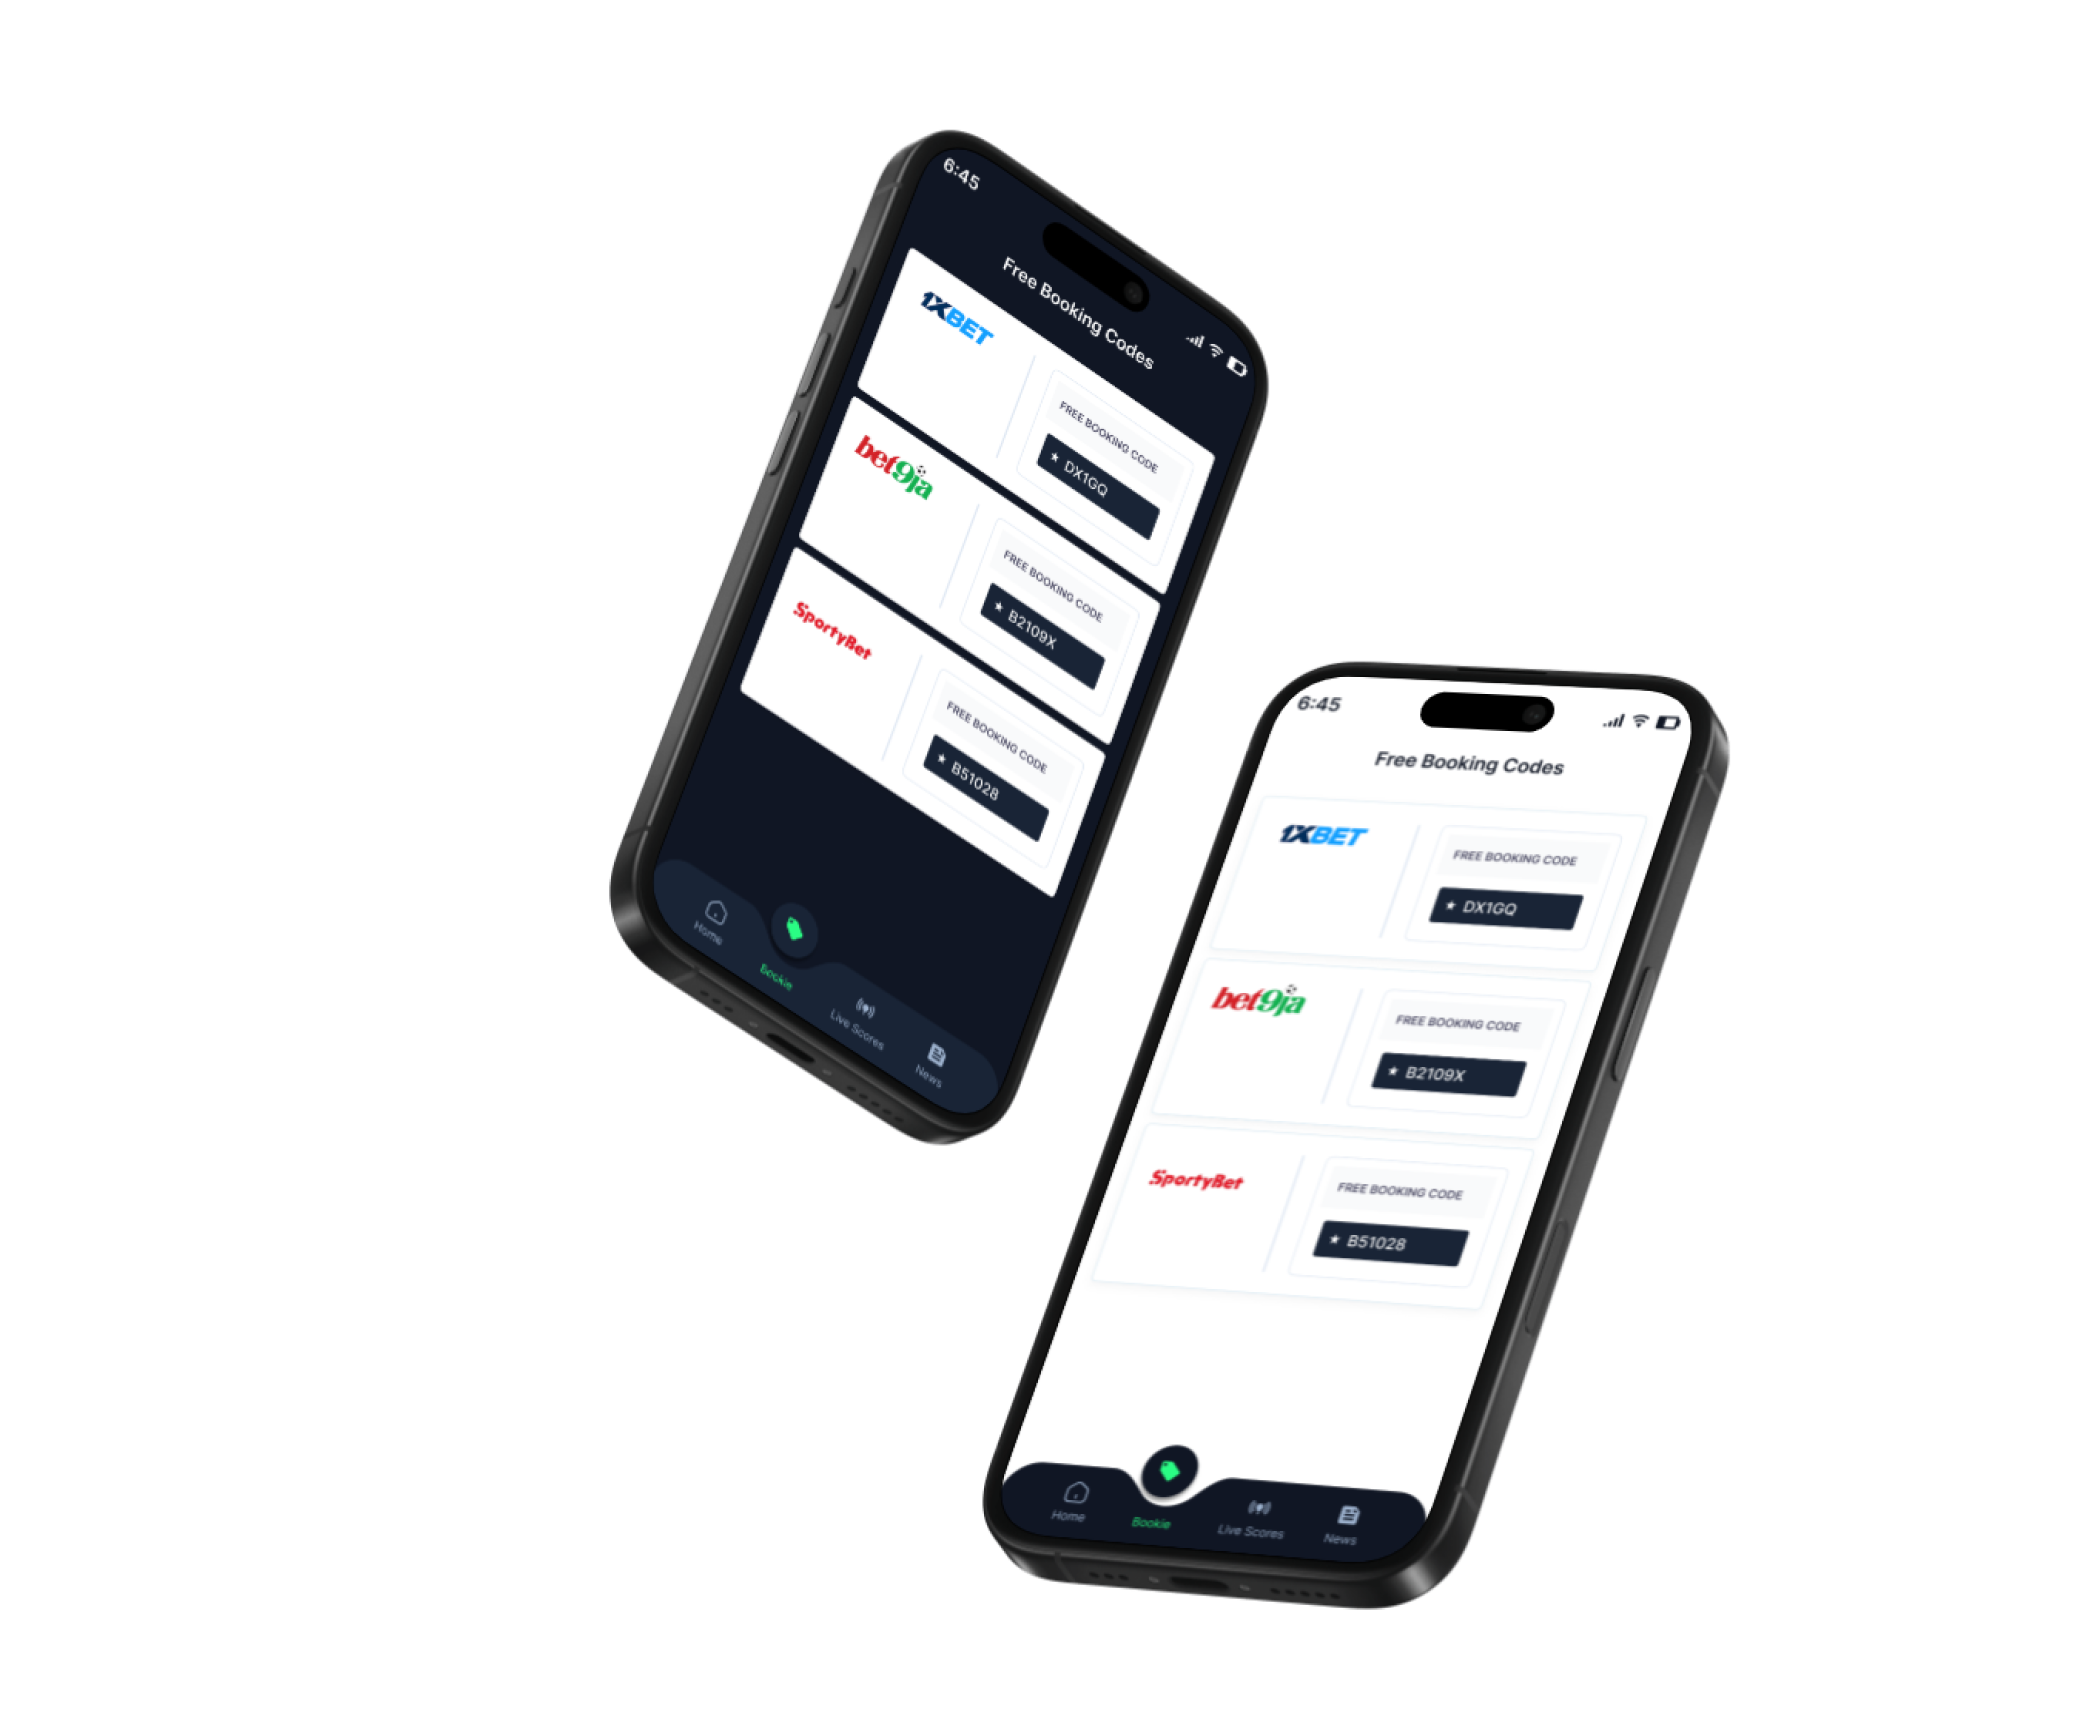 6:45
Free Booking Codes
1XBET
FREE BOOKING CODE
★ DX1GQ
bet9ja
FREE BOOKING CODE
★ B2109X
SportyBet
FREE BOOKING CODE
★ B51028
Home
Bookie
Live Scores
News
6:45
Free Booking Codes
1XBET
FREE BOOKING CODE
★ DX1GQ
bet9ja
FREE BOOKING CODE
★ B2109X
SportyBet
FREE BOOKING CODE
★ B51028
Home
Bookie
Live Scores
News